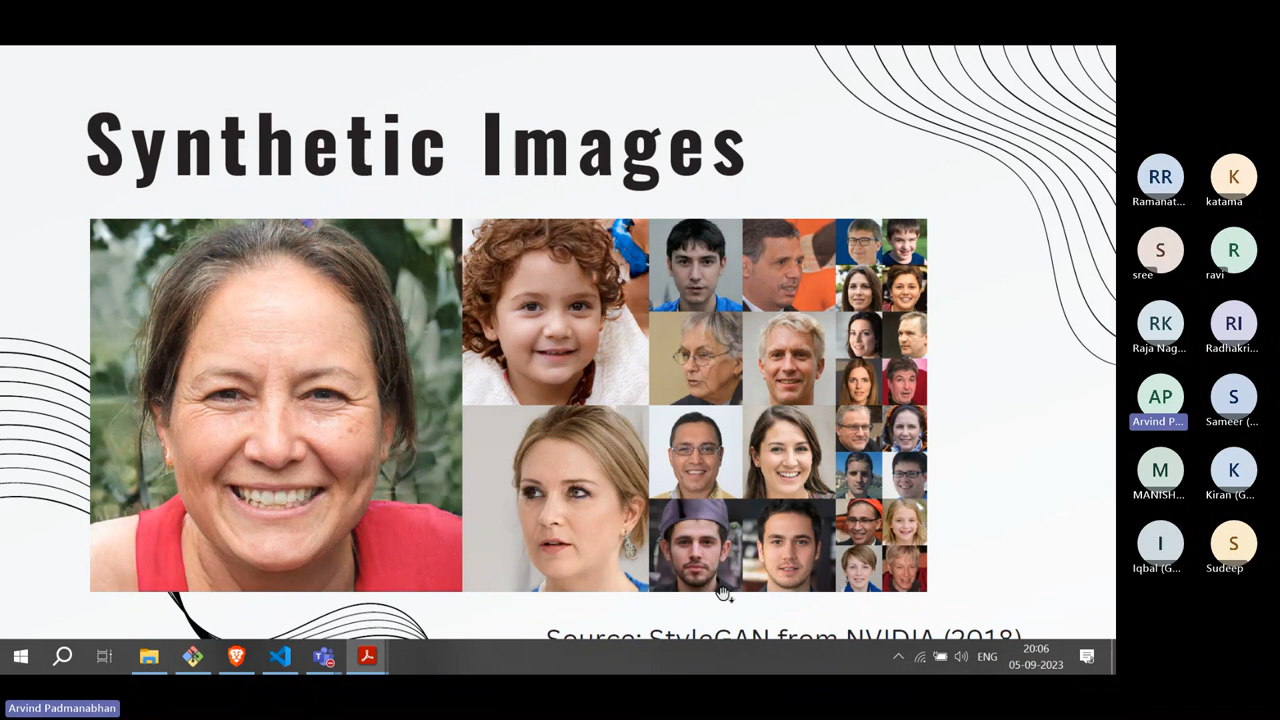 Synthetic Images
Source: StyleGAN from NVIDIA (2018)
RR
Ramanat...
K
katama
S
sree
R
ravi
RK
Raja Nag...
RI
Radhakri...
AP
Arvind P...
S
Sameer (...
M
MANISH...
K
Kiran (G...
I
Iqbal (G...
S
Sudeep
ENG
20:06
05-09-2023
Arvind Padmanabhan